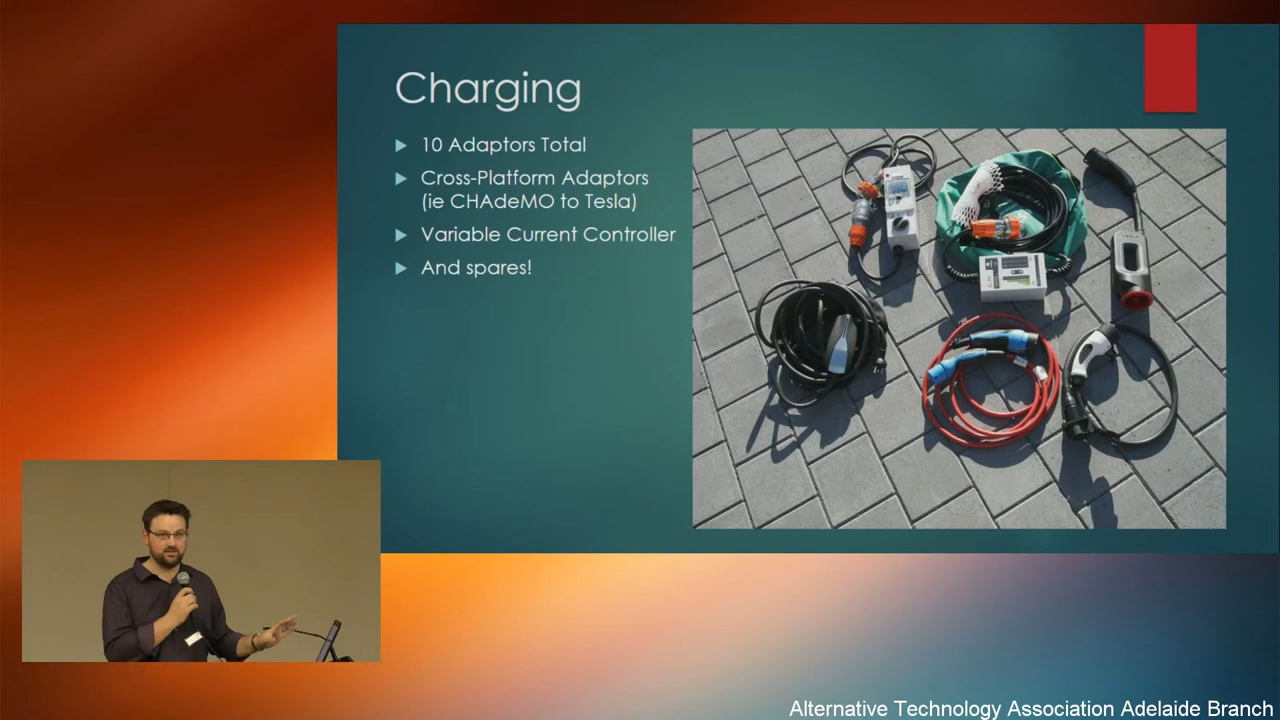 Charging
10 Adaptors Total
Cross-Platform Adaptors
(ie CHAdeMO to Tesla)
Variable Current Controller
And spares!
Alternative Technology Association Adelaide Branch